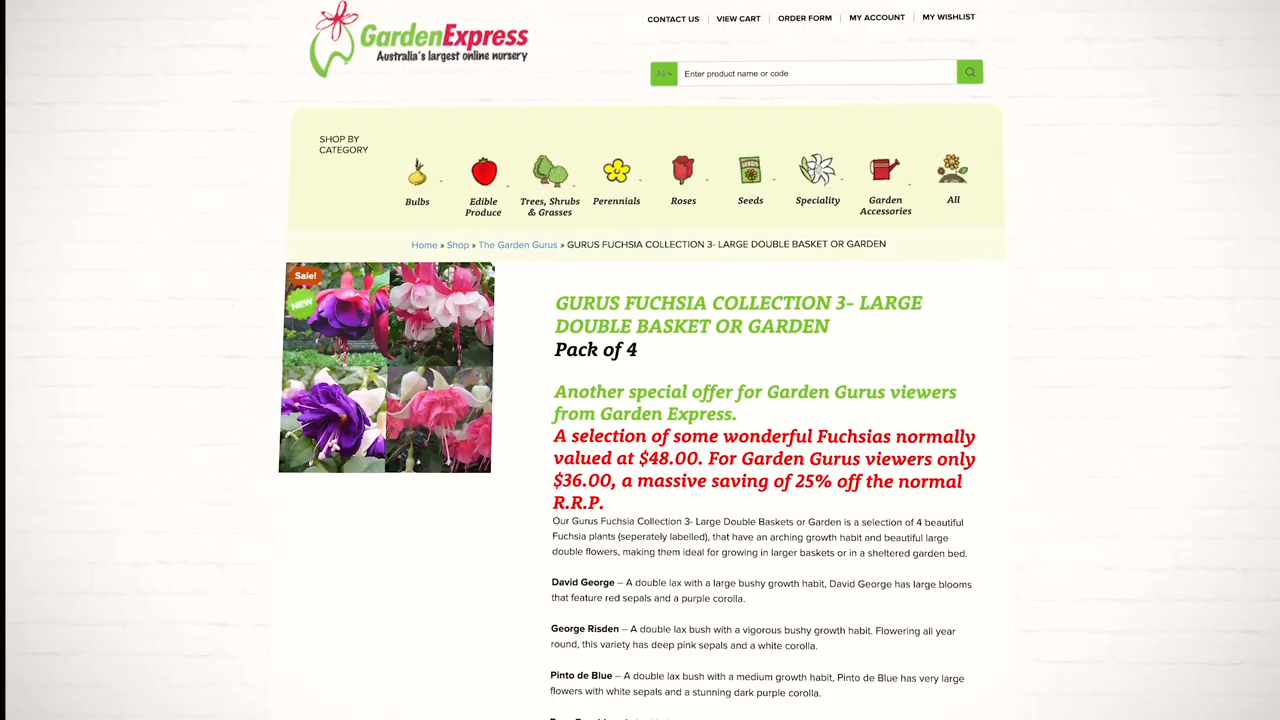 GardenExpress
Australia's largest online nursery
CONTACT US
VIEW CART
ORDER FORM
MY ACCOUNT
MY WISHLIST
All
Enter product name or code
SHOP BY
CATEGORY
Bulbs
Edible
Produce
Trees, Shrubs
& Grasses
Perennials
Roses
SEEDS
Seeds
Speciality
Garden
Accessories
All
Home » Shop » The Garden Gurus » GURUS FUCHSIA COLLECTION 3- LARGE DOUBLE BASKET OR GARDEN
Sale!
NEW
GURUS FUCHSIA COLLECTION 3- LARGE
DOUBLE BASKET OR GARDEN
Pack of 4
Another special offer for Garden Gurus viewers
from Garden Express.
A selection of some wonderful Fuchsias normally
valued at $48.00. For Garden Gurus viewers only
$36.00, a massive saving of 25% off the normal
R.R.P.
Our Gurus Fuchsia Collection 3- Large Double Baskets or Garden is a selection of 4 beautiful
Fuchsia plants (seperately labelled), that have an arching growth habit and beautiful large
double flowers, making them ideal for growing in larger baskets or in a sheltered garden bed.
David George – A double lax with a large bushy growth habit, David George has large blooms
that feature red sepals and a purple corolla.
George Risden – A double lax bush with a vigorous bushy growth habit. Flowering all year
round, this variety has deep pink sepals and a white corolla.
Pinto de Blue – A double lax bush with a medium growth habit, Pinto de Blue has very large
flowers with white sepals and a stunning dark purple corolla.